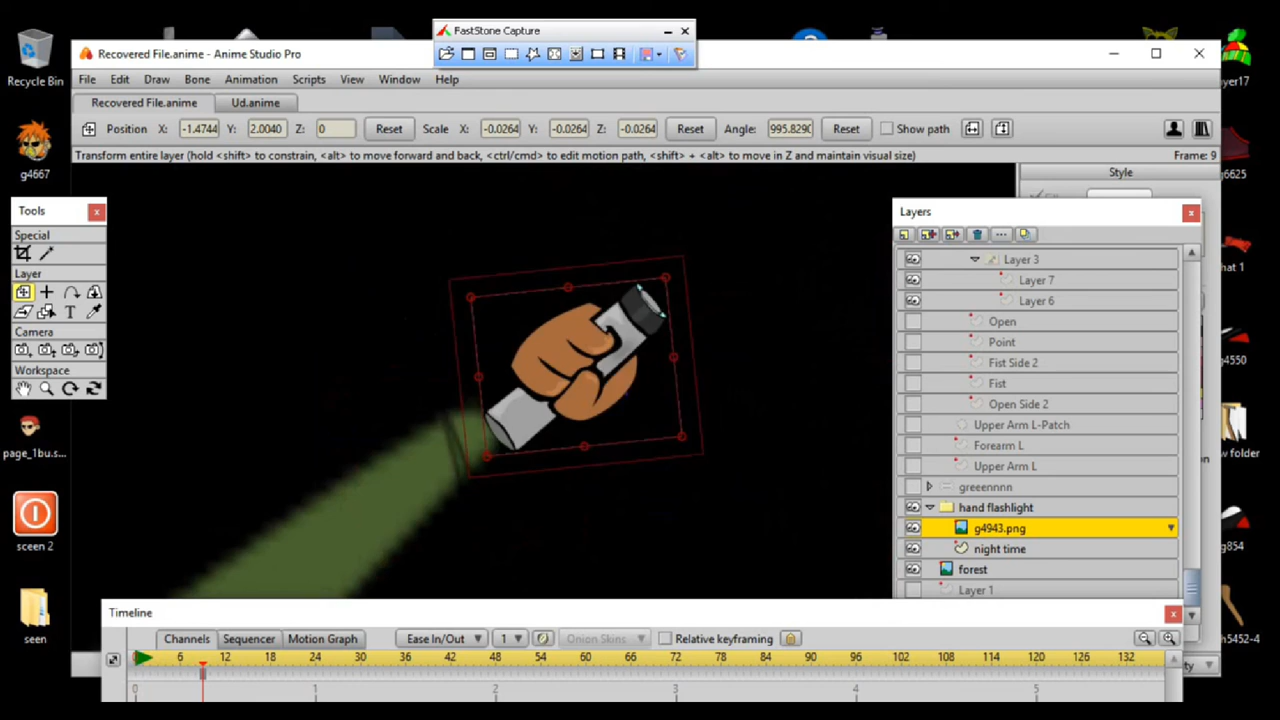 FastStone Capture
Recycle Bin
Recovered File.anime - Anime Studio Pro
File Edit Draw Bone Animation Scripts View Window Help
yer17
Recovered File.anime Ud.anime
Position X: -1.4744 Y: 2.0040 Z: 0 Reset Scale X: -0.0264 Y: -0.0264 Z: -0.0264 Reset Angle: 995.829 Reset Show path
Transform entire layer (hold <shift> to constrain, <alt> to move forward and back, <ctrl/cmd> to edit motion path, <shift> + <alt> to move in Z and maintain visual size) Frame: 9
g4667
Style
g6625
Tools
Layers
Special
Layer
Layer 3
hat 1
Layer 7
Layer 6
Open
Camera
Point
Fist Side 2
g4550
Workspace
Fist
Open Side 2
Upper Arm L-Patch
Forearm L
page_1bu.s...
w folder
Upper Arm L
greeennnn
hand flashlight
g854
g4943.png
sceen 2
night time
forest
Layer 1
Timeline
seen
h5452-4
Channels Sequencer Motion Graph Ease In/Out 1 Onion Skins Relative keyframing
6 12 18 24 30 36 42 48 54 60 66 72 78 84 90 96 102 108 114 120 126 132
ty
0 1 2 3 4 5